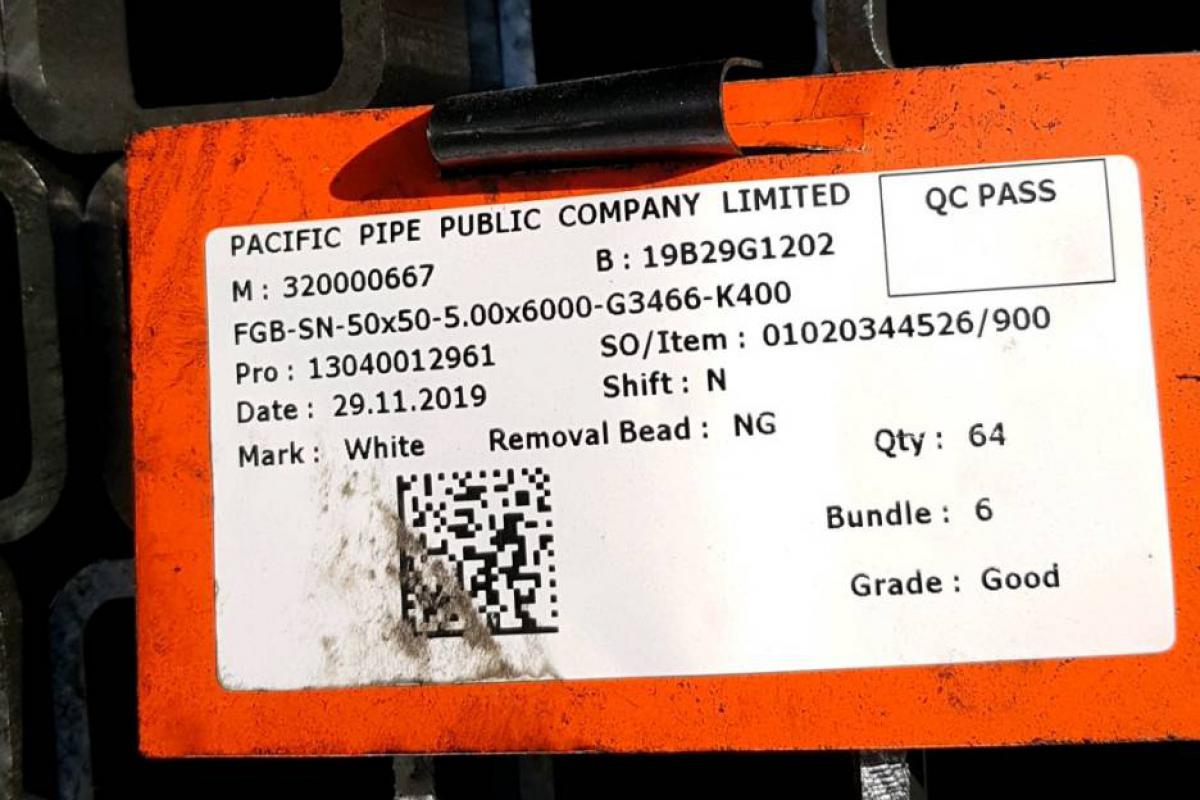 PACIFIC PIPE PUBLIC COMPANY LIMITED
QC PASS
M : 320000667 B : 19B29G1202
FGB-SN-50x50-5.00x6000-G3466-K400
Pro : 13040012961 SO/Item : 01020344526/900
Date : 29.11.2019 Shift : N
Mark : White Removal Bead : NG Qty : 64
Bundle : 6
Grade : Good